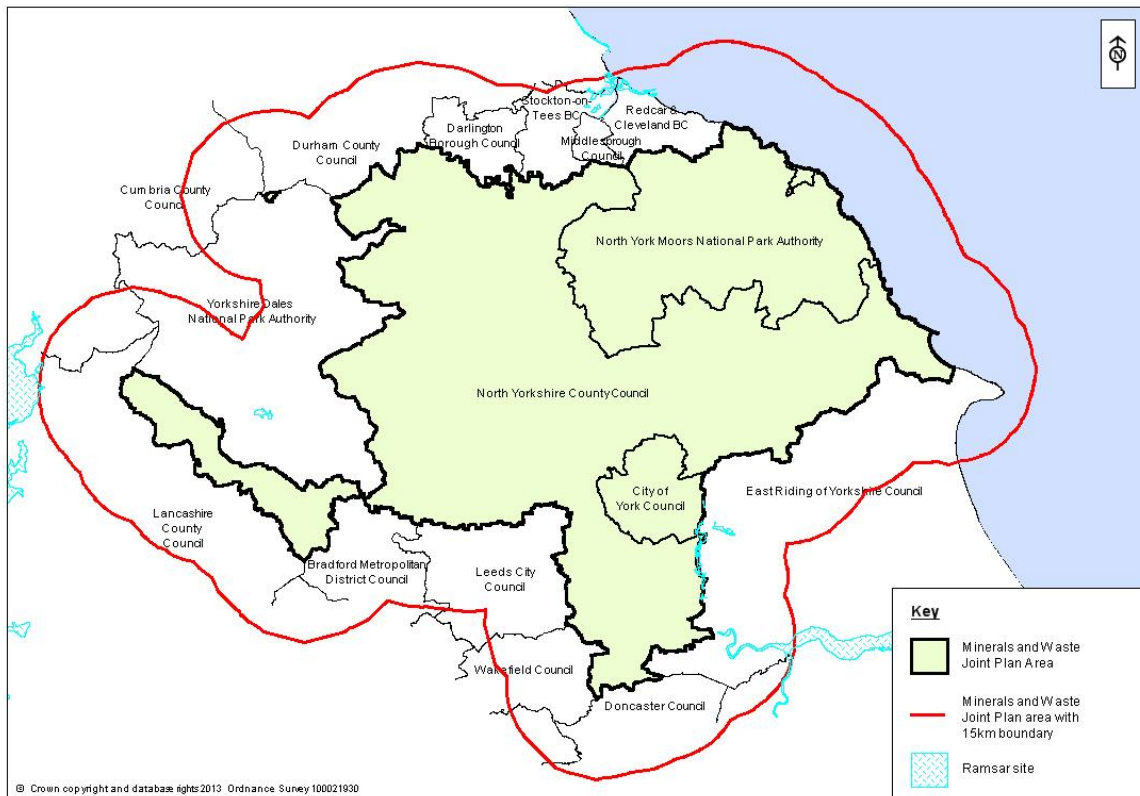 N
Stockton-on-
Tees BC
Redcar &
Cleveland BC
Darlington
Borough Council
Middlesbrough
Council
Durham County
Council
Cumbria County
Council
North York Moors National Park Authority
Yorkshire Dales
National Park Authority
North Yorkshire County Council
City of
York Council
East Riding of Yorkshire Council
Lancashire
County
Council
Bradford Metropolitan
District Council
Leeds City
Council
Wakefield Council
Doncaster Council
Key
Minerals and Waste
Joint Plan Area
Minerals and Waste
Joint Plan area with
15km boundary
Ramsar site
© Crown copyright and database rights 2013 Ordnance Survey 100021930